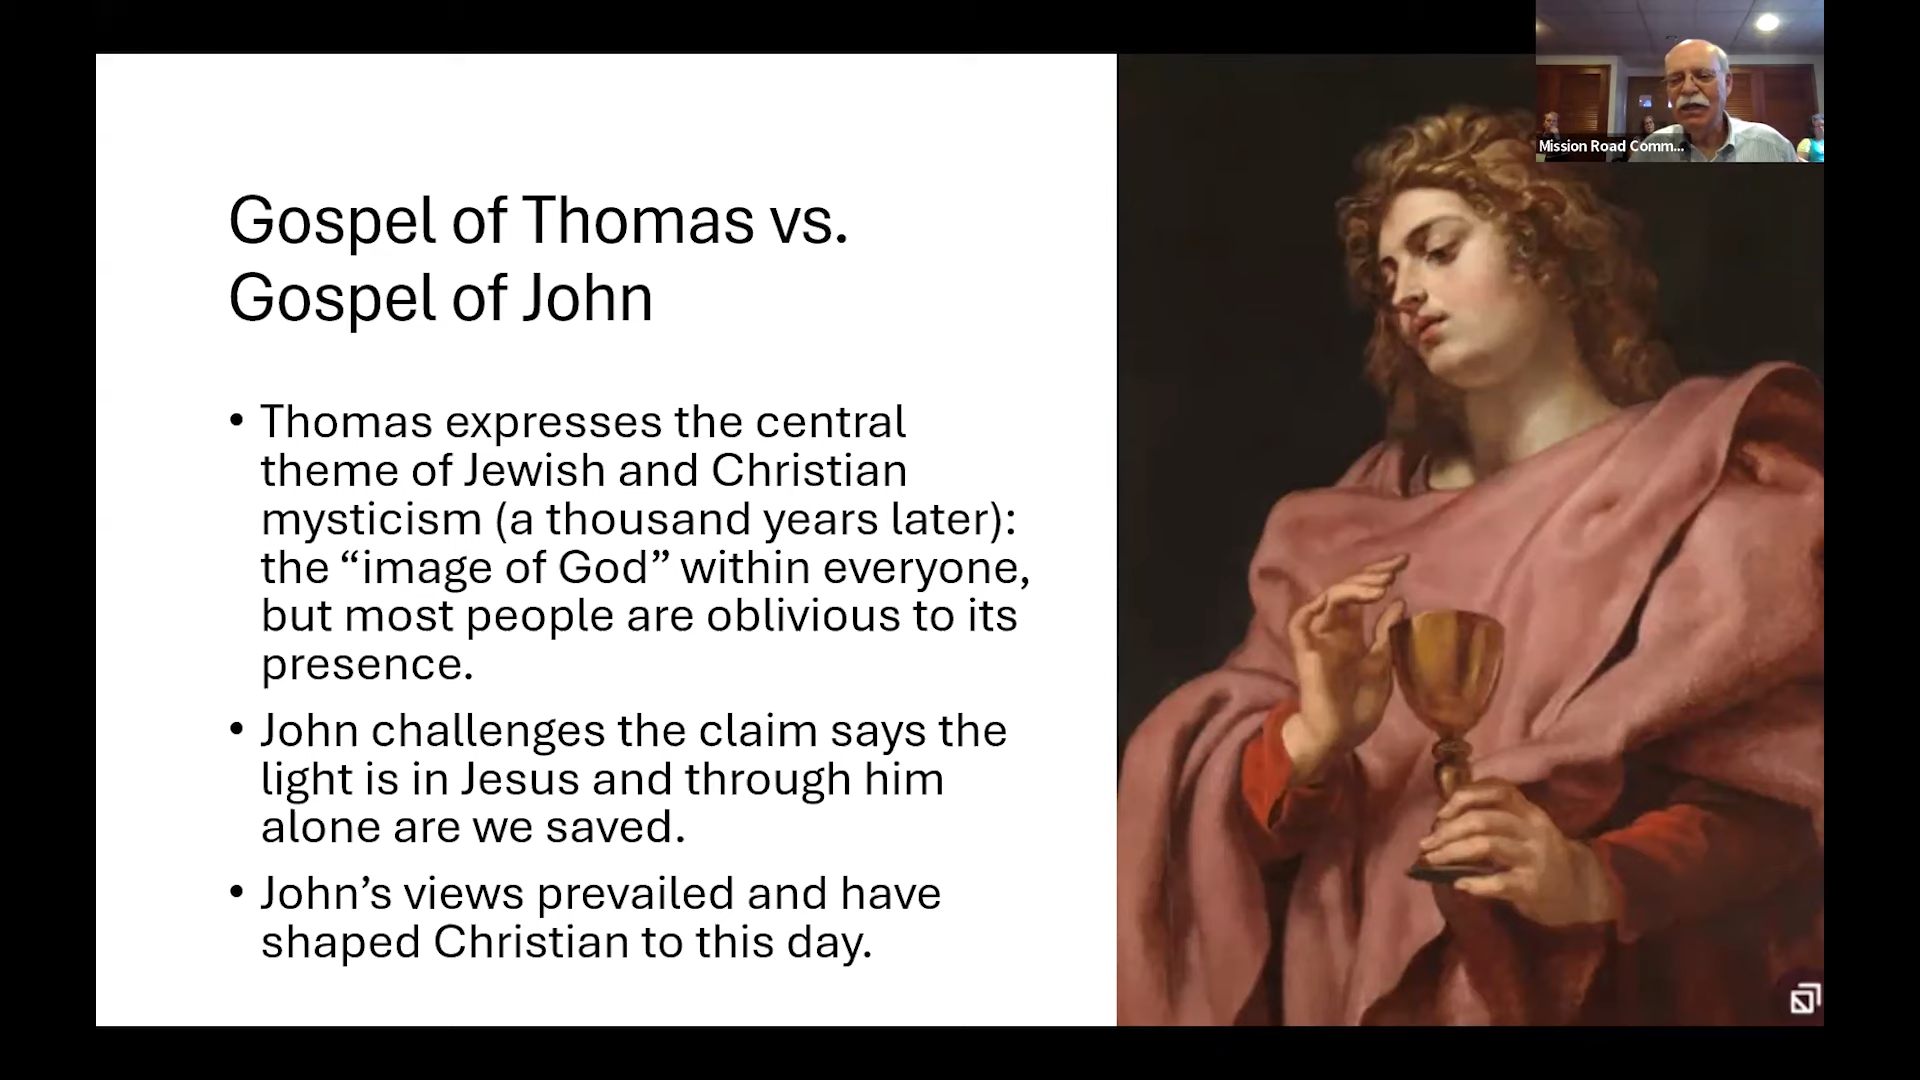 Mission Road Comm...
Gospel of Thomas vs.
Gospel of John
• Thomas expresses the central
theme of Jewish and Christian
mysticism (a thousand years later):
the “image of God” within everyone,
but most people are oblivious to its
presence.
• John challenges the claim says the
light is in Jesus and through him
alone are we saved.
• John’s views prevailed and have
shaped Christian to this day.